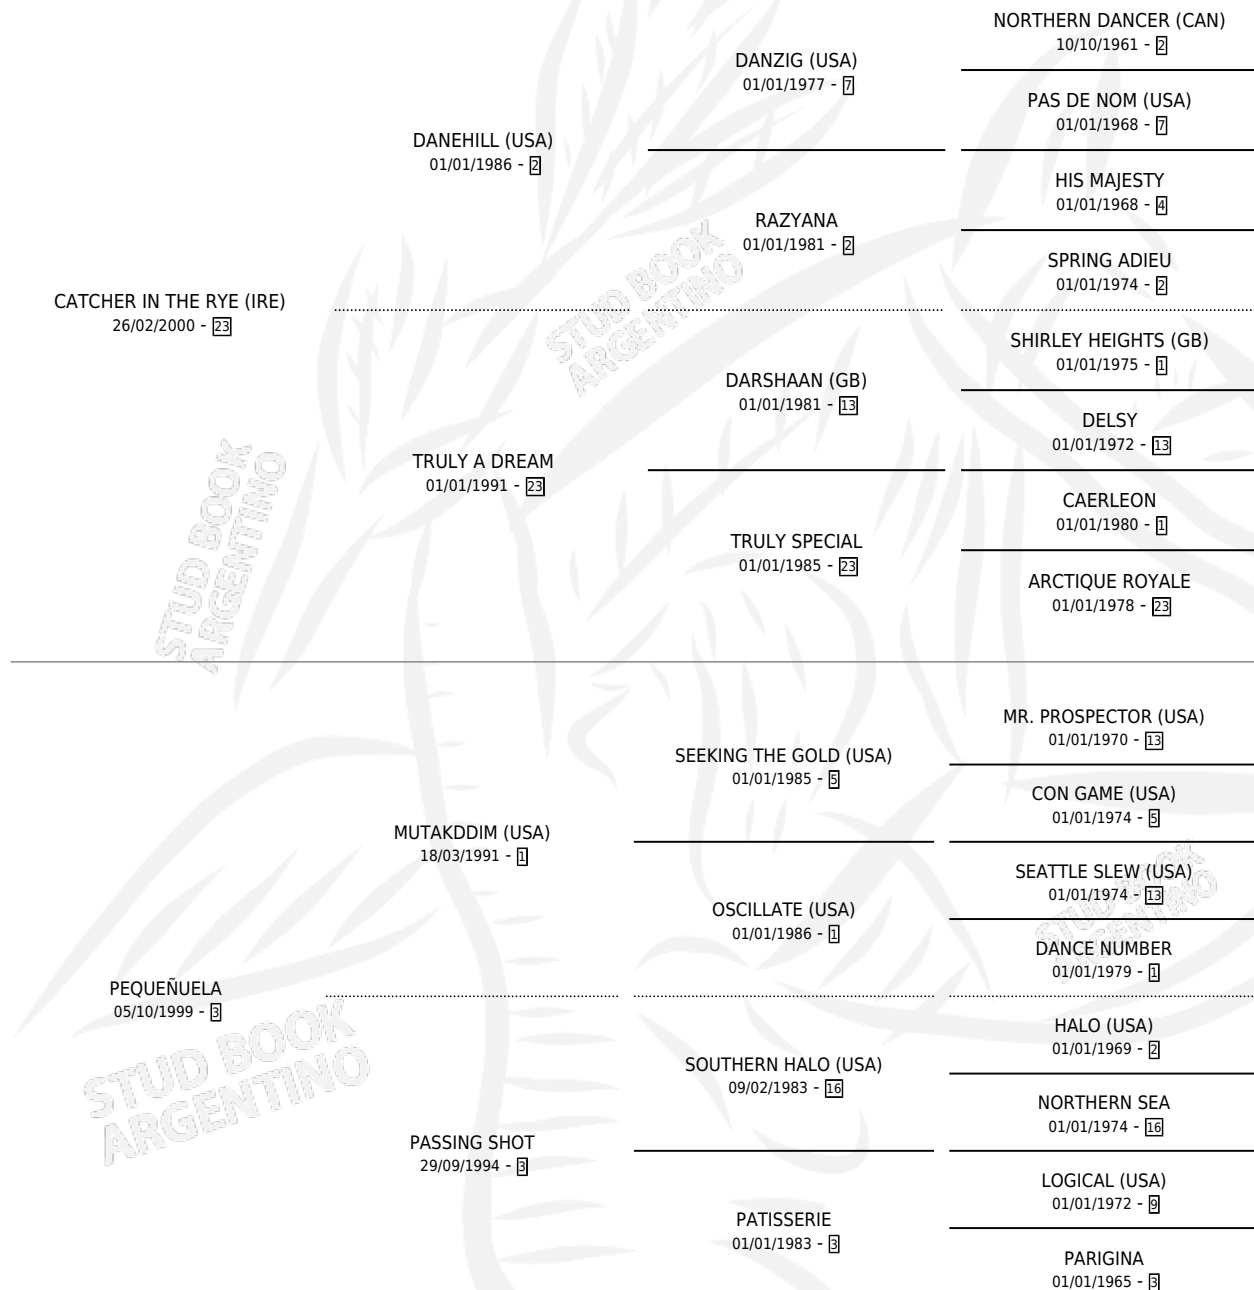 NORTHERN DANCER (CAN)
10/10/1961 - 2
DANZIG (USA)
01/01/1977 - 7
PAS DE NOM (USA)
01/01/1968 - 7
DANEHILL (USA)
01/01/1986 - 2
HIS MAJESTY
01/01/1968 - 4
RAZYANA
01/01/1981 - 2
SPRING ADIEU
01/01/1974 - 2
CATCHER IN THE RYE (IRE)
26/02/2000 - 23
SHIRLEY HEIGHTS (GB)
01/01/1975 - 1
DARSHAAN (GB)
01/01/1981 - 13
DELSY
01/01/1972 - 13
TRULY A DREAM
01/01/1991 - 23
CAERLEON
01/01/1980 - 1
TRULY SPECIAL
01/01/1985 - 23
ARCTIQUE ROYALE
01/01/1978 - 23
MR. PROSPECTOR (USA)
01/01/1970 - 13
SEEKING THE GOLD (USA)
01/01/1985 - 5
CON GAME (USA)
01/01/1974 - 5
MUTAKDDIM (USA)
18/03/1991 - 1
SEATTLE SLEW (USA)
01/01/1974 - 13
OSCILLATE (USA)
01/01/1986 - 1
DANCE NUMBER
01/01/1979 - 1
PEQUEÑUELA
05/10/1999 - 3
HALO (USA)
01/01/1969 - 2
SOUTHERN HALO (USA)
09/02/1983 - 16
NORTHERN SEA
01/01/1974 - 16
PASSING SHOT
29/09/1994 - 3
LOGICAL (USA)
01/01/1972 - 9
PATISSERIE
01/01/1983 - 3
PARIGINA
01/01/1965 - 3
STUD BOOK
ARGENTINO
STUD BOOK
ARGENTINO
STUD BOOK
ARGENTINO
STUD BOOK
ARGENTINO